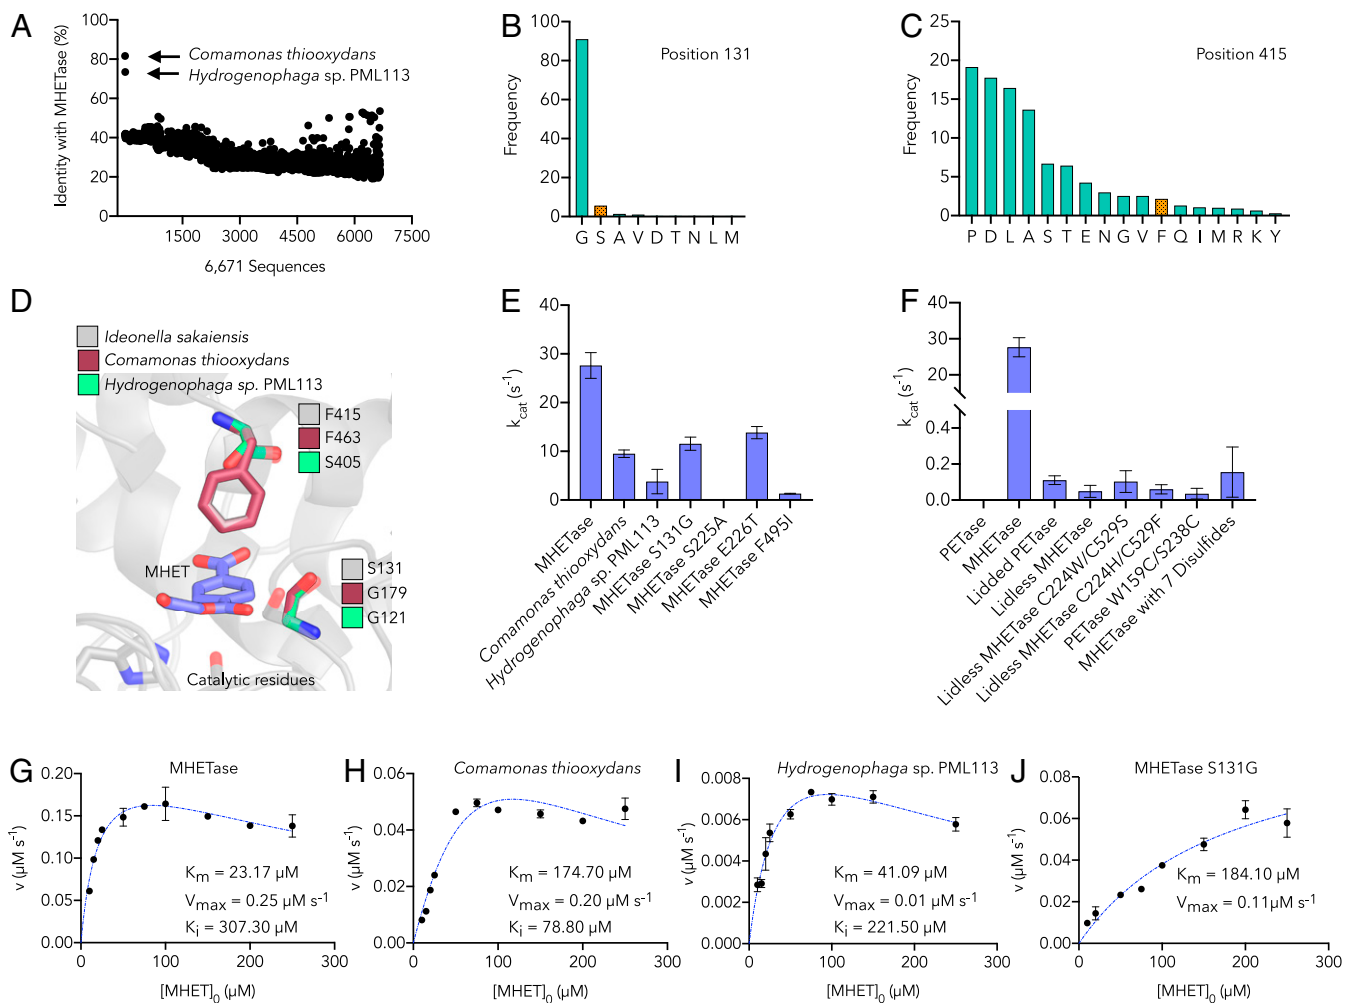 A
Identity with MHETase (%)
100
80
60
40
20
0
Comamonas thiooxydans
Hydrogenophaga sp. PML113
1500 3000 4500 6000 7500
6,671 Sequences
B
Frequency
100
80
60
40
20
0
Position 131
G S A V D T N L M
C
Frequency
25
20
15
10
5
0
Position 415
P D L A S T E N G V F Q I M R K Y
D
Ideonella sakaiensis
Comamonas thiooxydans
Hydrogenophaga sp. PML113
F415
F463
S405
MHET
S131
G179
G121
Catalytic residues
E
kcat (s-1)
40
30
20
10
0
MHETase
Comamonas thiooxydans
Hydrogenophaga sp. PML113
MHETase S131G
MHETase S225A
MHETase E226T
MHETase F495I
F
kcat (s-1)
40
30
20
0.4
0.2
0.0
PETase
MHETase
Lidded PETase
Lidless MHETase
Lidless MHETase C224W/C529S
Lidless MHETase C224H/C529F
PETase W159C/S238C
MHETase with 7 Disulfides
G
MHETase
v (µM s-1)
0.20
0.15
0.10
0.05
0.00
Km = 23.17 µM
Vmax = 0.25 µM s-1
Ki = 307.30 µM
0 100 200 300
[MHET]0 (µM)
H
Comamonas thiooxydans
v (µM s-1)
0.06
0.04
0.02
0.00
Km = 174.70 µM
Vmax = 0.20 µM s-1
Ki = 78.80 µM
0 100 200 300
[MHET]0 (µM)
I
Hydrogenophaga sp. PML113
v (µM s-1)
0.008
0.006
0.004
0.002
0.000
Km = 41.09 µM
Vmax = 0.01 µM s-1
Ki = 221.50 µM
0 100 200 300
[MHET]0 (µM)
J
MHETase S131G
v (µM s-1)
0.08
0.06
0.04
0.02
0.00
Km = 184.10 µM
Vmax = 0.11µM s-1
0 100 200 300
[MHET]0 (µM)